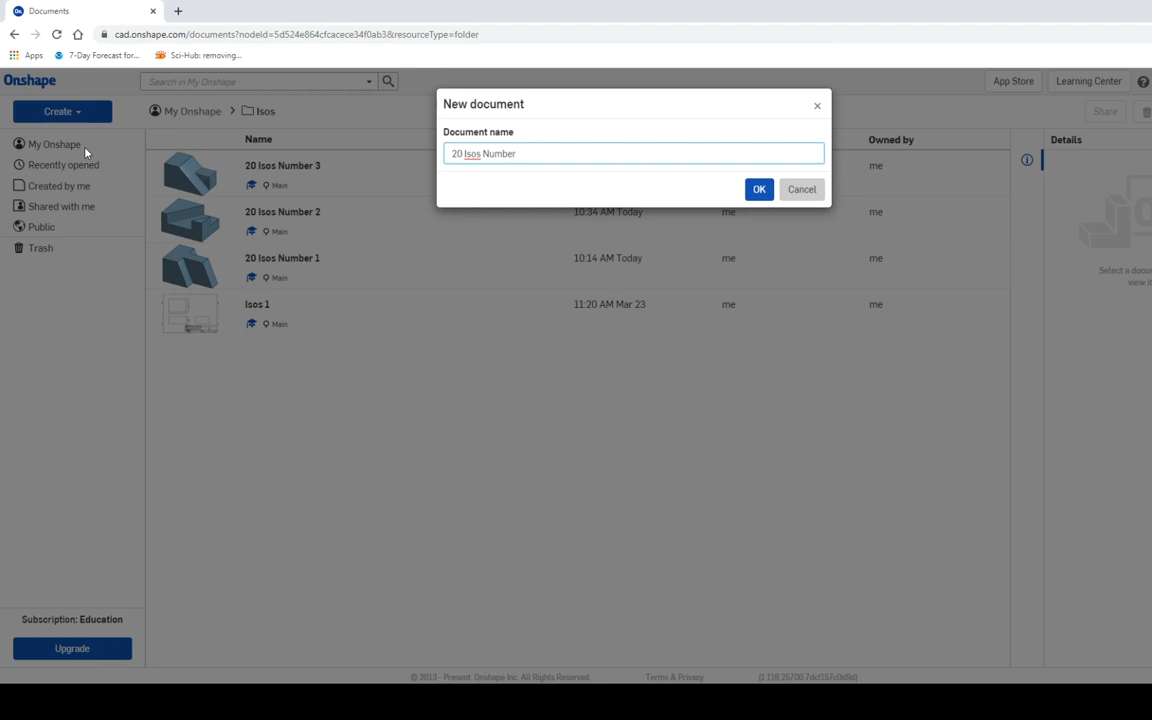 Documents
cad.onshape.com/documents?nodeId=5d524e864cfcacece34f0ab3&resourceType=folder
Apps 7-Day Forecast for... Sci-Hub: removing...
Onshape Search in My Onshape App Store Learning Center
Create My Onshape > Isos Share
New document
Document name
20 Isos Number
OK Cancel
My Onshape
Recently opened
Created by me
Shared with me
Public
Trash
Name Owned by Details
20 Isos Number 3 me
Main
20 Isos Number 2 10:34 AM Today me me
Main
20 Isos Number 1 10:14 AM Today me me
Main
Isos 1 11:20 AM Mar 23 me me
Main
Select a docu
view it
Subscription: Education
Upgrade
© 2013 - Present, Onshape Inc. All Rights Reserved. Terms & Privacy